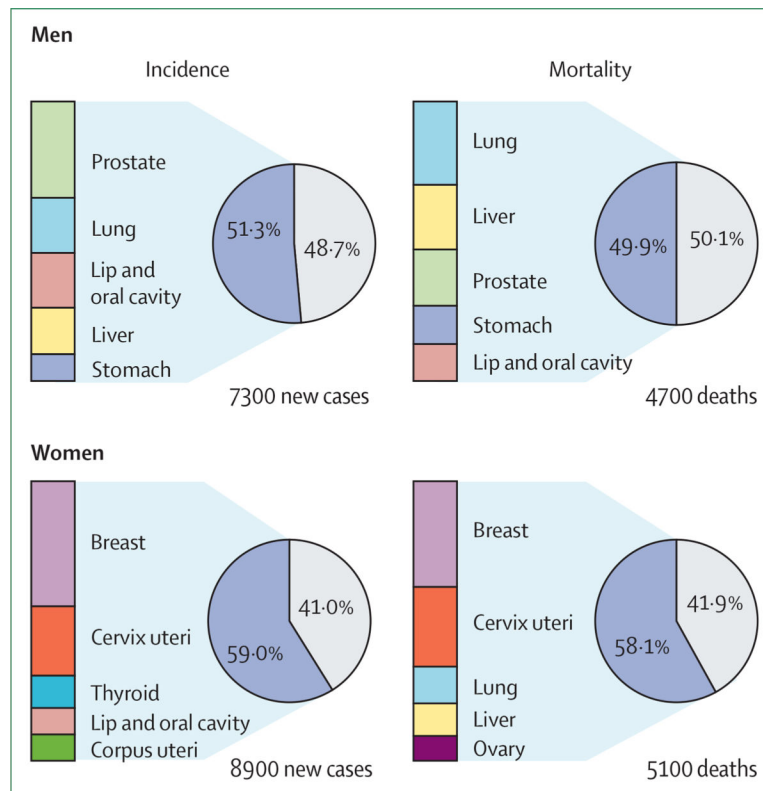 Men
Incidence
Mortality
Prostate
Lung
Lip and
oral cavity
Liver
Stomach
51·3%
48·7%
7300 new cases
Lung
Liver
Prostate
Stomach
Lip and oral cavity
49·9%
50·1%
4700 deaths
Women
Breast
Cervix uteri
Thyroid
Lip and oral cavity
Corpus uteri
41·0%
59·0%
8900 new cases
Breast
Cervix uteri
Lung
Liver
Ovary
41·9%
58·1%
5100 deaths